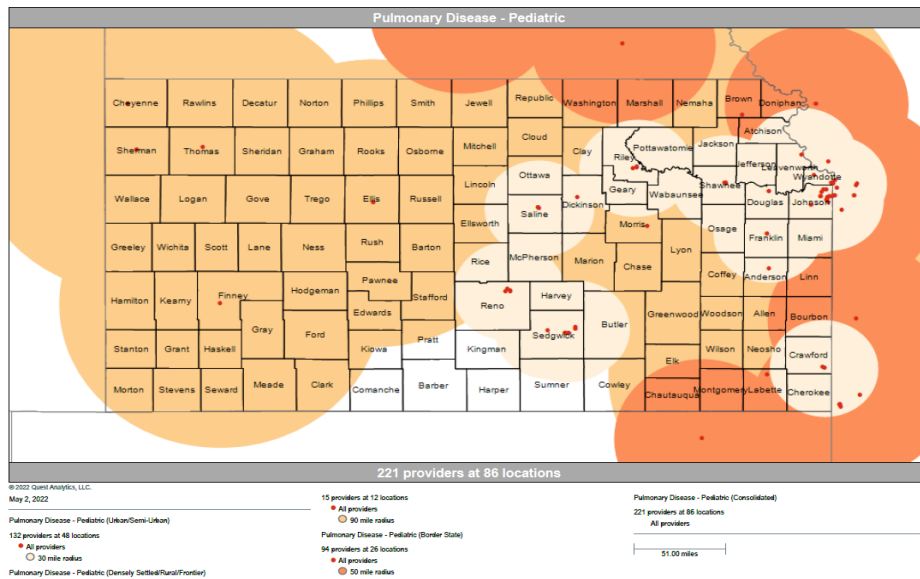 Pulmonary Disease - Pediatric
Cheyenne Rawlins Decatur Norton Phillips Smith Jewell Republic Washington Marshall Nemaha Brown Doniphan
Sherman Thomas Sheridan Graham Rooks Osborne Mitchell Cloud Clay Riley Pottawatomie Jackson Atchison
Jefferson Leavenworth Wyandotte
Wallace Logan Gove Trego Ellis Russell Lincoln Ottawa Saline Dickinson Geary Wabaunsee Shawnee Douglas Johnson
Greeley Wichita Scott Lane Ness Rush Barton Ellsworth Rice McPherson Marion Morris Chase Lyon Osage Franklin Miami
Hamilton Kearny Finney Hodgeman Pawnee Edwards Stafford Reno Harvey Coffey Anderson Linn
Stanton Grant Haskell Gray Ford Kiowa Pratt Kingman Sedgwick Butler Greenwood Woodson Allen Bourbon
Elk Wilson Neosho Crawford
Morton Stevens Seward Meade Clark Comanche Barber Harper Sumner Cowley Chautauqua Montgomery Labette Cherokee
221 providers at 86 locations
© 2022 Quest Analytics, LLC.
May 2, 2022
Pulmonary Disease - Pediatric (Urban/Semi-Urban)
132 providers at 48 locations
All providers
30 mile radius
Pulmonary Disease - Pediatric (Densely Settled/Rural/Frontier)
15 providers at 12 locations
All providers
90 mile radius
Pulmonary Disease - Pediatric (Border State)
94 providers at 26 locations
All providers
50 mile radius
Pulmonary Disease - Pediatric (Consolidated)
221 providers at 86 locations
All providers
51.00 miles